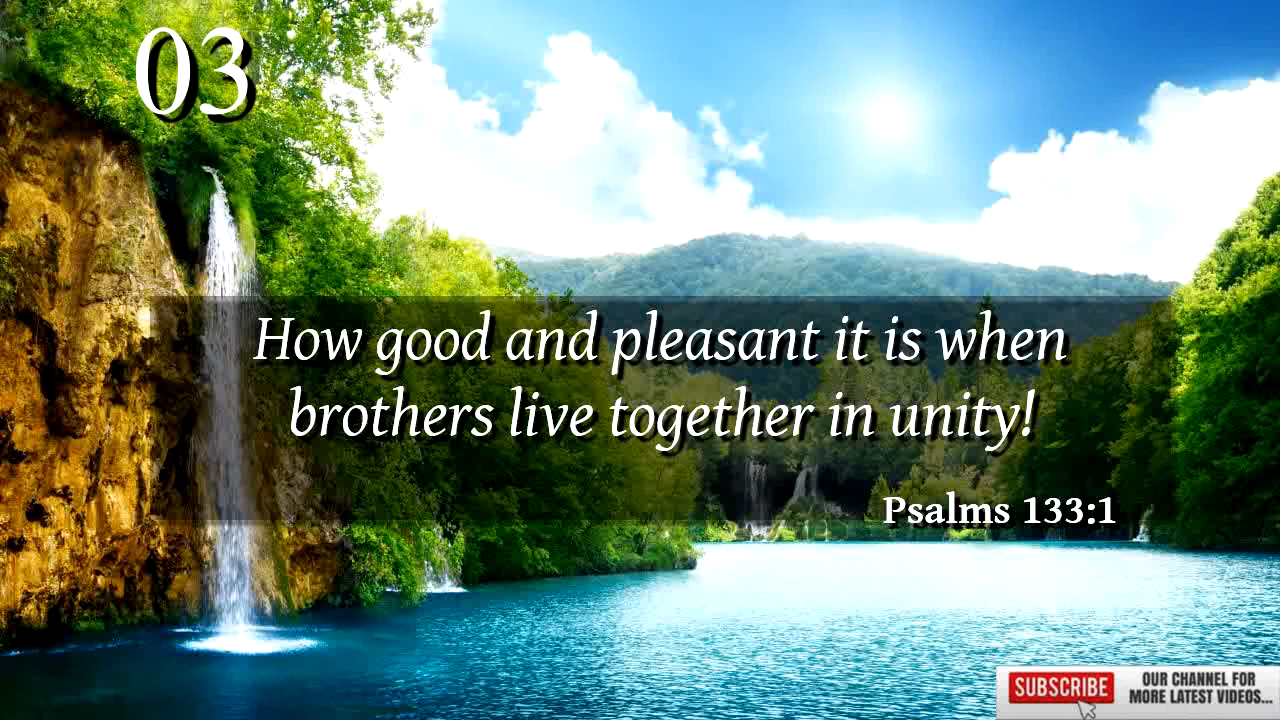 03
How good and pleasant it is when
brothers live together in unity!
Psalms 133:1
SUBSCRIBE
OUR CHANNEL FOR
MORE LATEST VIDEOS...